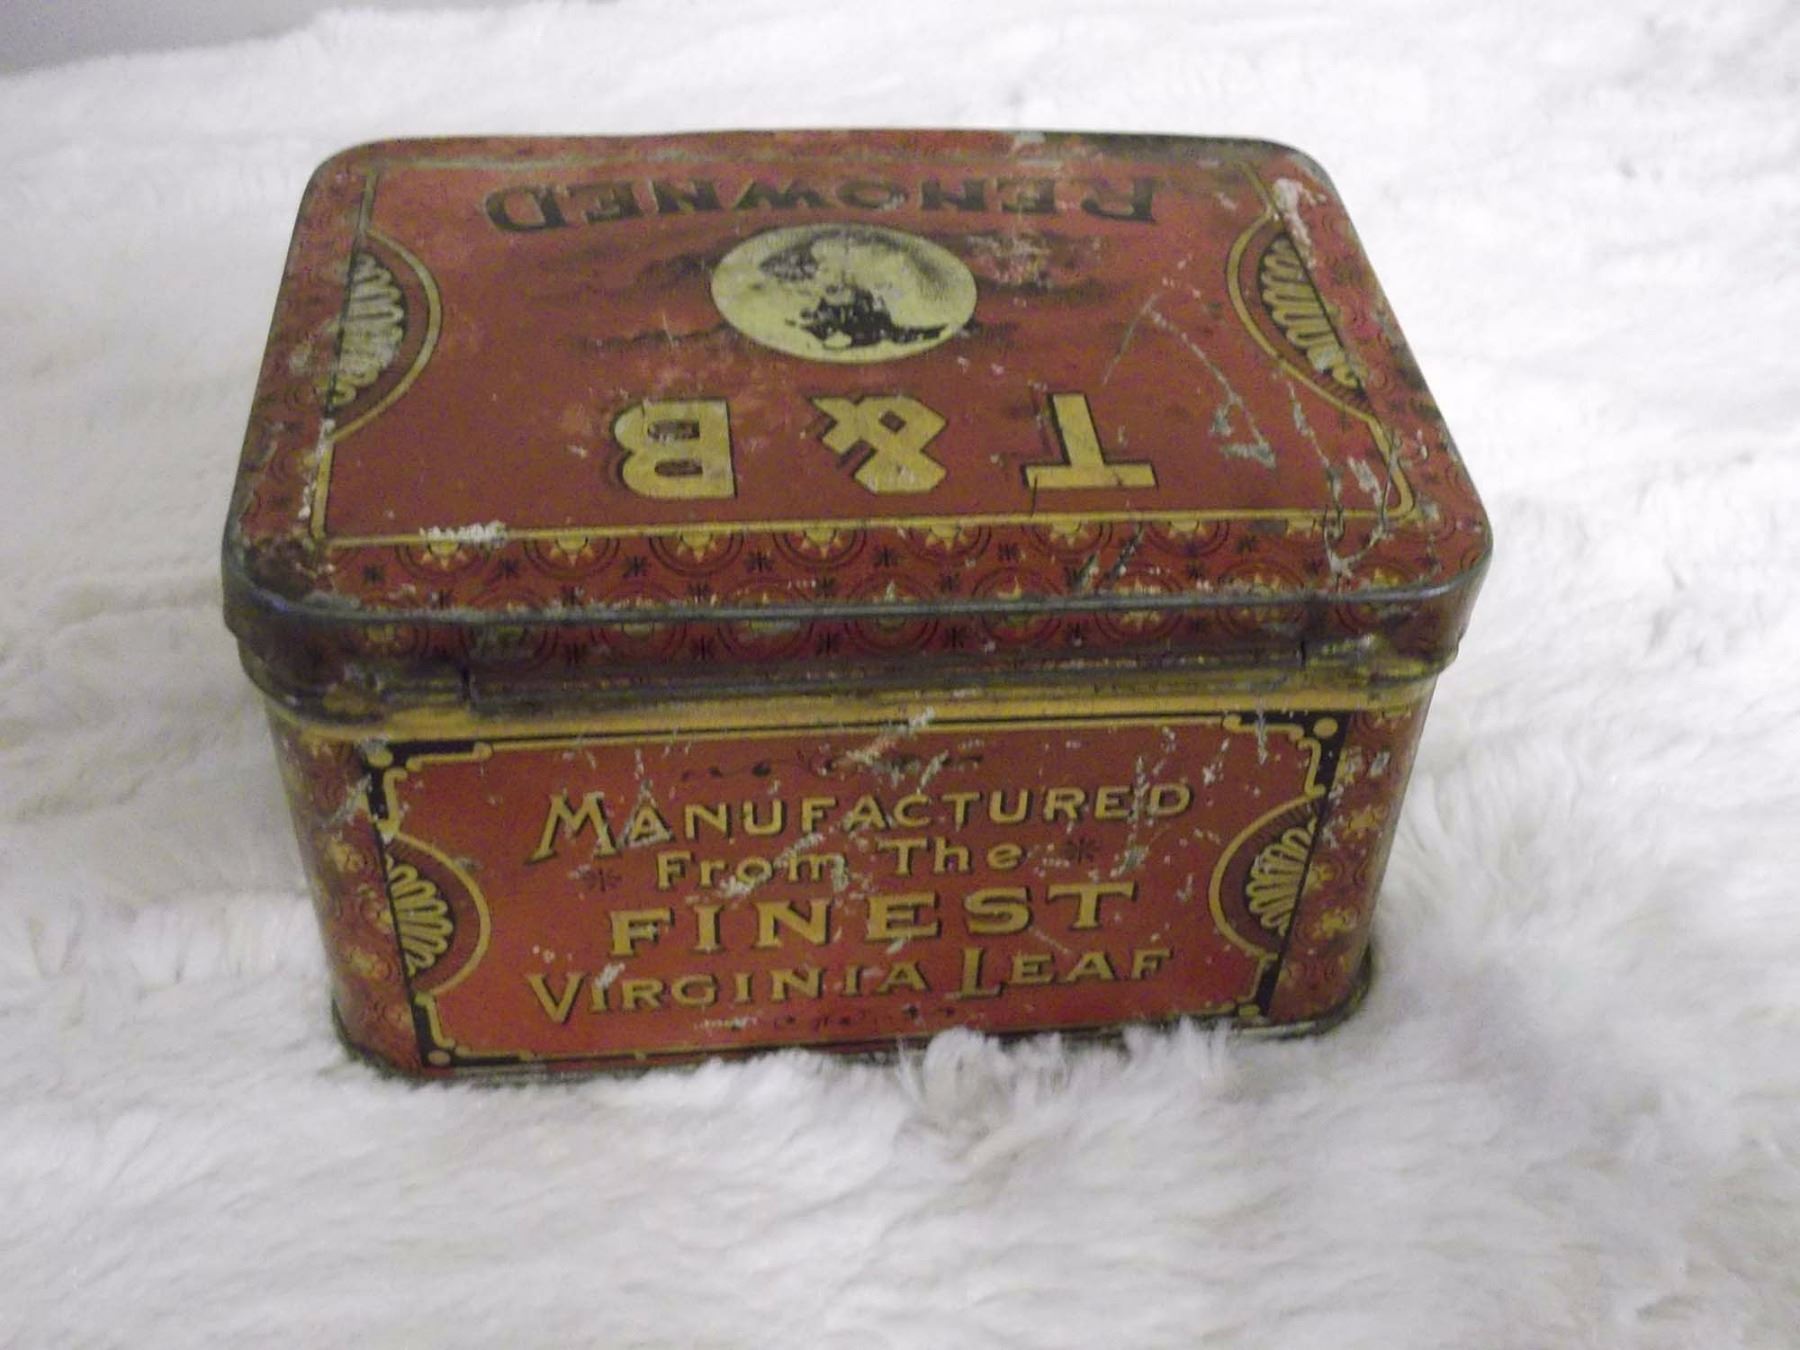 RENOWNED
T & B
MANUFACTURED
From The
FINEST
VIRGINIA LEAF